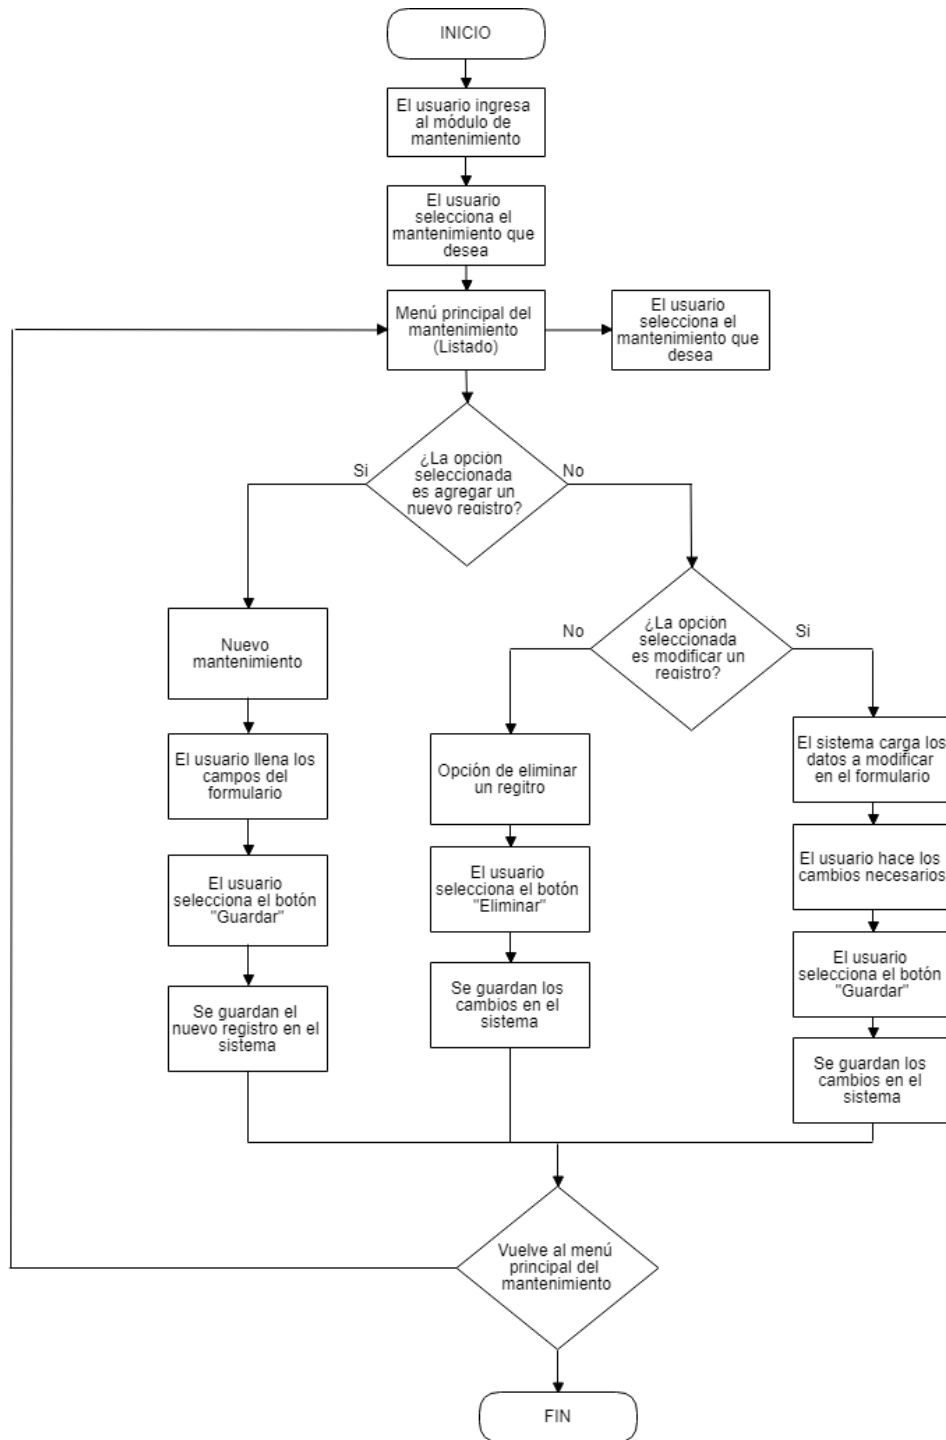 INICIO
El usuario ingresa
al módulo de
mantenimiento
El usuario
selecciona el
mantenimiento que
desea
Menú principal del
mantenimiento
(Listado)
El usuario
selecciona el
mantenimiento que
desea
¿La opción
seleccionada
es agregar un
nuevo registro?
Si
No
¿La opción
seleccionada
es modificar un
registro?
No
Si
Nuevo
mantenimiento
El usuario llena los
campos del
formulario
El usuario
selecciona el botón
"Guardar"
Se guardan el
nuevo registro en el
sistema
Opción de eliminar
un regitro
El usuario
selecciona el botón
"Eliminar"
Se guardan los
cambios en el
sistema
El sistema carga los
datos a modificar
en el formulario
El usuario hace los
cambios necesarios
El usuario
selecciona el botón
"Guardar"
Se guardan los
cambios en el
sistema
Vuelve al menú
principal del
mantenimiento
FIN